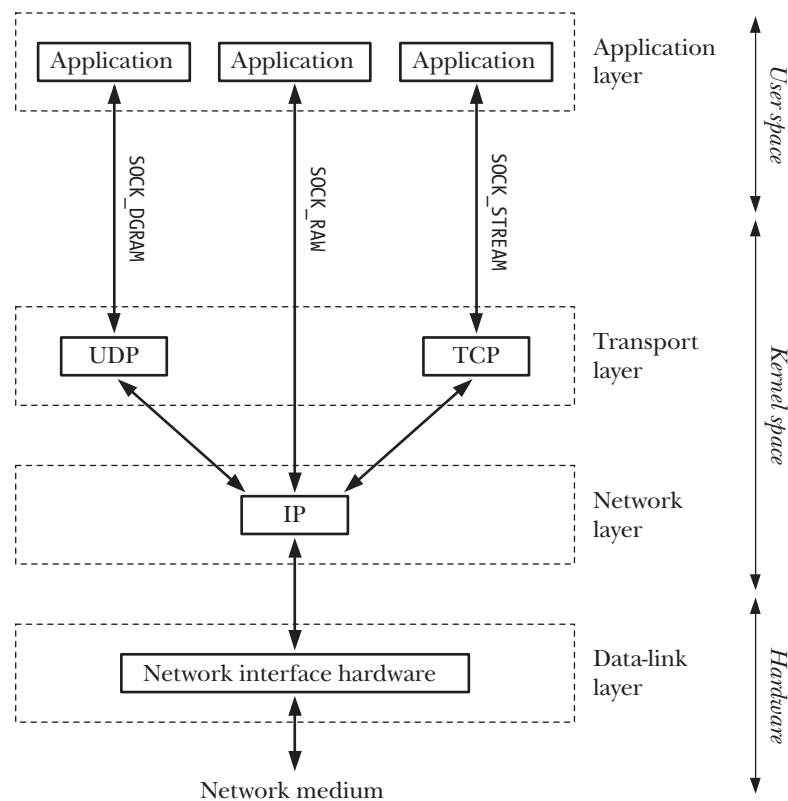 Application
Application
Application
Application
layer
User space
SOCK_DGRAM
SOCK_RAW
SOCK_STREAM
UDP
TCP
Transport
layer
Kernel space
IP
Network
layer
Network interface hardware
Data-link
layer
Hardware
Network medium